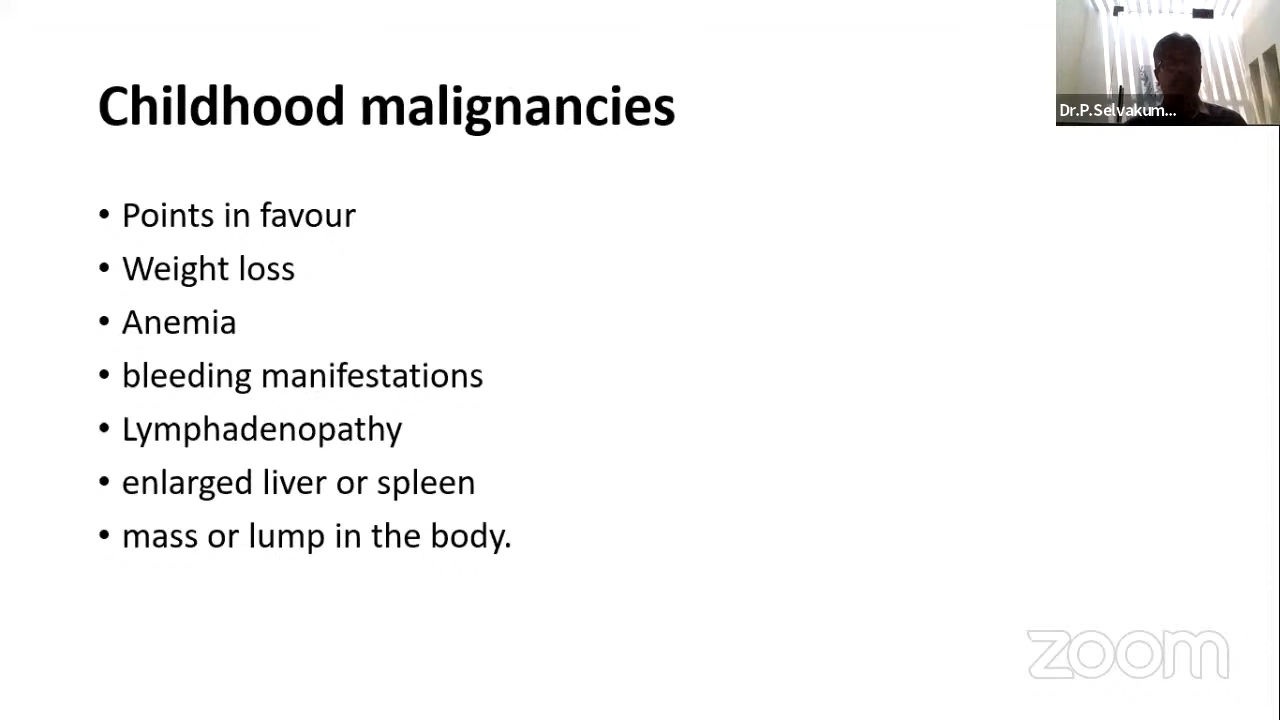 Childhood malignancies
Dr.P.Selvakum...
• Points in favour
• Weight loss
• Anemia
• bleeding manifestations
• Lymphadenopathy
• enlarged liver or spleen
• mass or lump in the body.
zoom